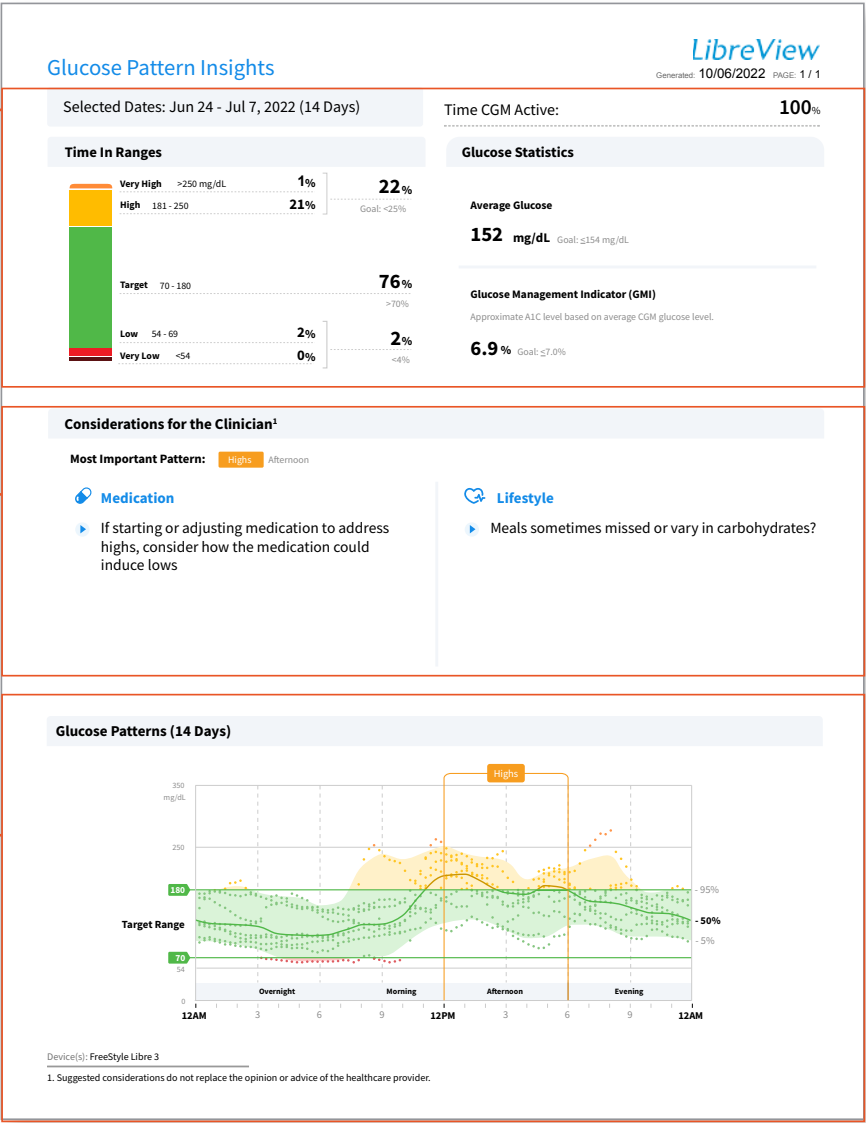 LibreView
Glucose Pattern Insights
Generated: 10/06/2022 PAGE: 1 / 1
Selected Dates: Jun 24 - Jul 7, 2022 (14 Days)
Time CGM Active: 100%
Time In Ranges
Very High >250 mg/dL 1%
High 181 - 250 21%
22%
Goal: <25%
Target 70 - 180 76%
>70%
Low 54 - 69 2%
Very Low <54 0%
2%
<4%
Glucose Statistics
Average Glucose
152 mg/dL Goal: ≤154 mg/dL
Glucose Management Indicator (GMI)
Approximate A1C level based on average CGM glucose level.
6.9% Goal: ≤7.0%
Considerations for the Clinician¹
Most Important Pattern: Highs Afternoon
Medication
If starting or adjusting medication to address
highs, consider how the medication could
induce lows
Lifestyle
Meals sometimes missed or vary in carbohydrates?
Glucose Patterns (14 Days)
Highs
350
mg/dL
250
180
- 95%
Target Range
- 50%
- 5%
70
54
Overnight Morning Afternoon Evening
0
12AM 3 6 9 12PM 3 6 9 12AM
Device(s): FreeStyle Libre 3
1. Suggested considerations do not replace the opinion or advice of the healthcare provider.